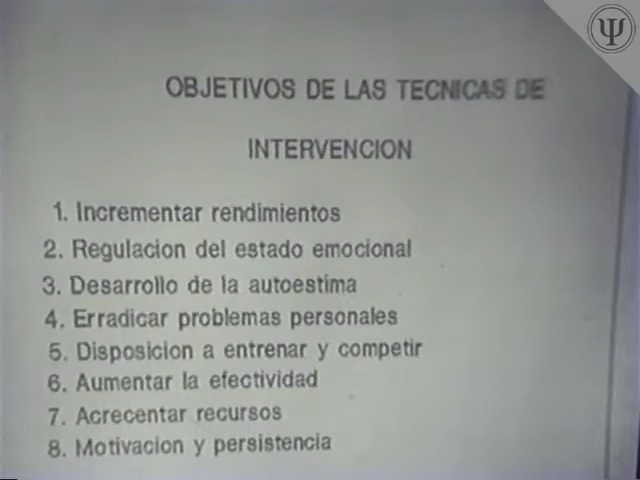 Ψ
OBJETIVOS DE LAS TECNICAS DE
INTERVENCION
1. Incrementar rendimientos
2. Regulacion del estado emocional
3. Desarrollo de la autoestima
4. Erradicar problemas personales
5. Disposicion a entrenar y competir
6. Aumentar la efectividad
7. Acrecentar recursos
8. Motivacion y persistencia